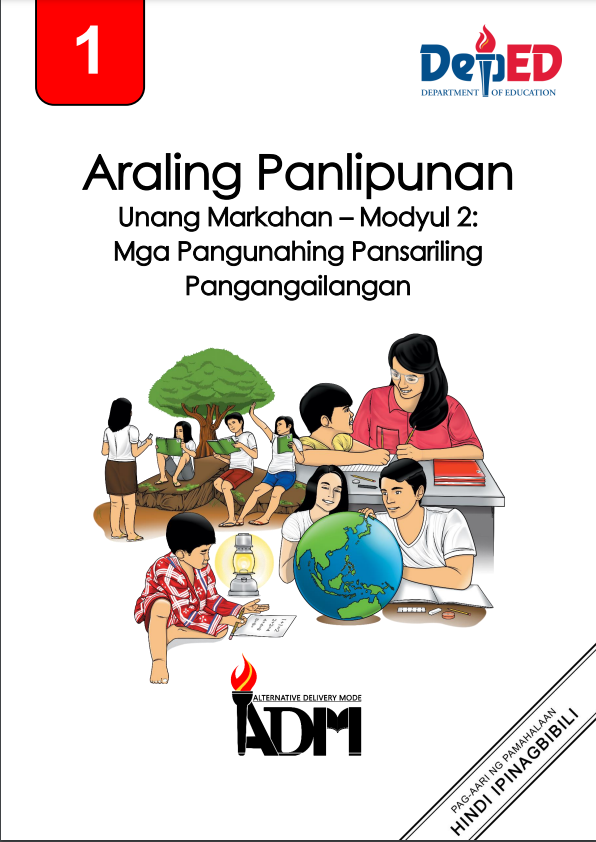 1
DepED
DEPARTMENT OF EDUCATION
Araling Panlipunan
Unang Markahan – Modyul 2:
Mga Pangunahing Pansariling
Pangangailangan
ALTERNATIVE DELIVERY MODE
ADM
PAG-AARI NG PAMAHALAAN
HINDI IPINAGBIBILI